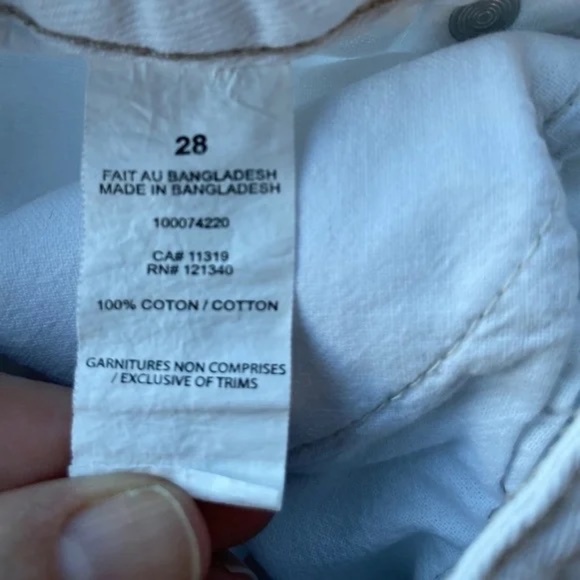 28
FAIT AU BANGLADESH
MADE IN BANGLADESH
100074220
CA# 11319
RN# 121340
100% COTON / COTTON
GARNITURES NON COMPRISES
/ EXCLUSIVE OF TRIMS